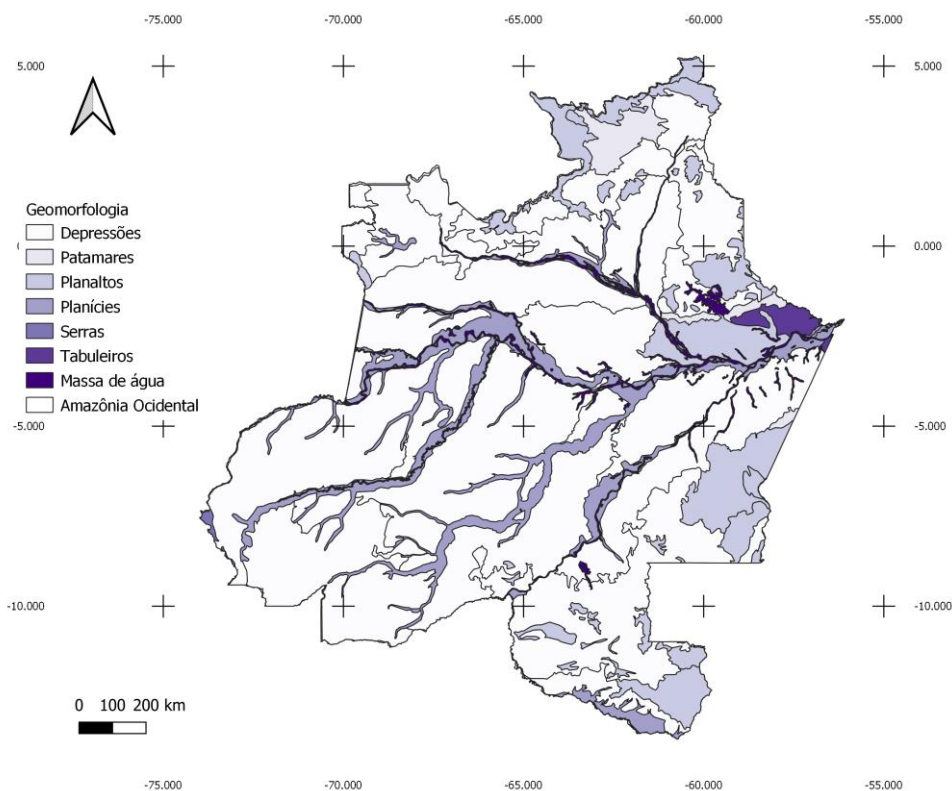 -75.000 -70.000 -65.000 -60.000 -55.000
5.000 5.000
Geomorfologia
Depressões
Patamares
0.000 0.000
Planaltos
Planícies
Serras
Tabuleiros
Massa de água
Amazônia Ocidental
-5.000 -5.000
-10.000 -10.000
0 100 200 km
-75.000 -70.000 -65.000 -60.000 -55.000